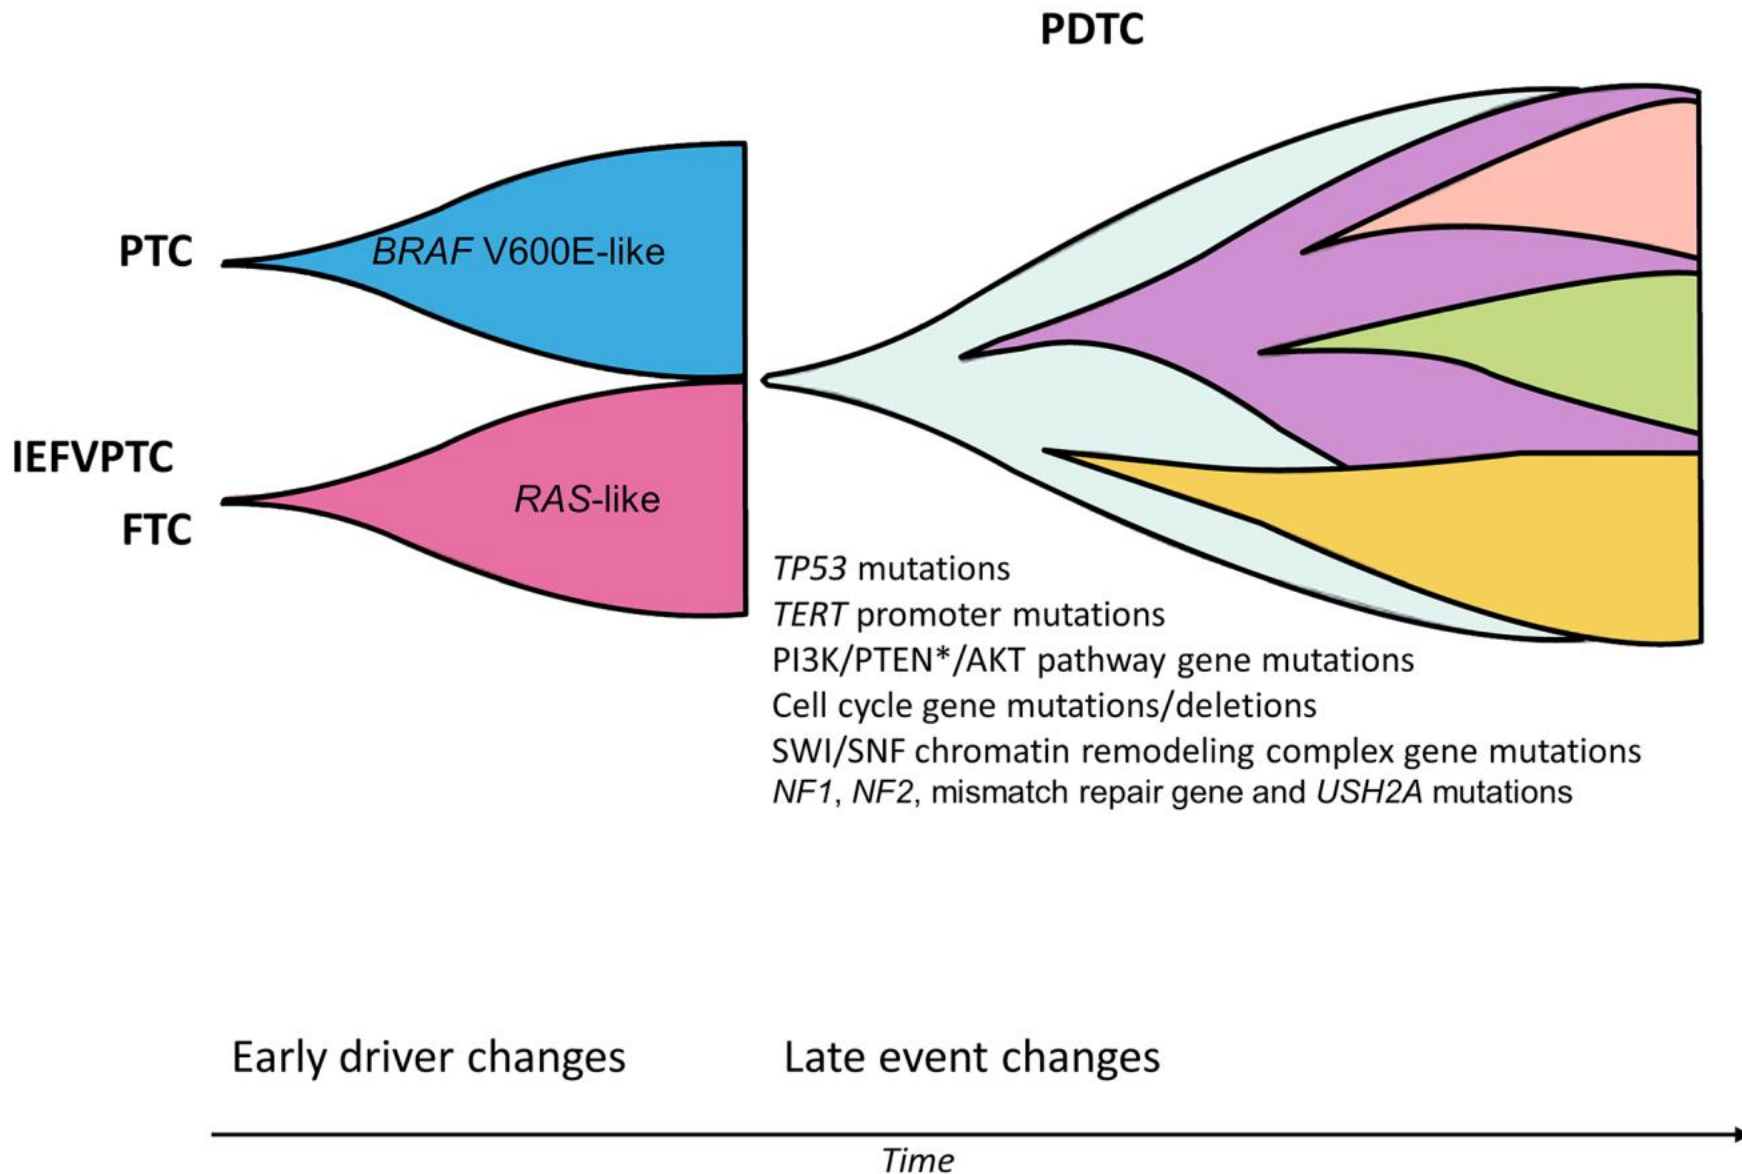 PDTC
PTC
BRAF V600E-like
IEFVPTC
FTC
RAS-like
TP53 mutations
TERT promoter mutations
PI3K/PTEN*/AKT pathway gene mutations
Cell cycle gene mutations/deletions
SWI/SNF chromatin remodeling complex gene mutations
NF1, NF2, mismatch repair gene and USH2A mutations
Early driver changes
Late event changes
Time